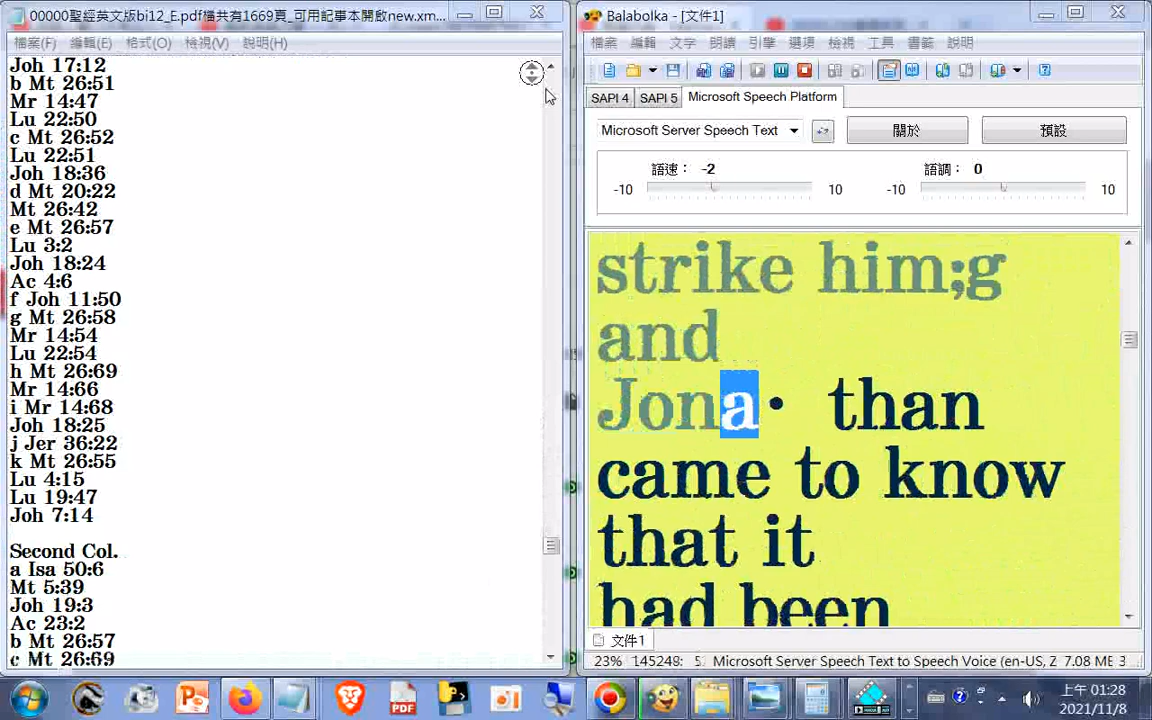 00000聖經英文版bi12_E.pdf檔共有1669頁_可用記事本開啟new.xm...
檔案(F) 編輯(E) 格式(O) 檢視(V) 說明(H)
Joh 17:12
b Mt 26:51
Mr 14:47
Lu 22:50
c Mt 26:52
Lu 22:51
Joh 18:36
d Mt 20:22
Mt 26:42
e Mt 26:57
Lu 3:2
Joh 18:24
Ac 4:6
f Joh 11:50
g Mt 26:58
Mr 14:54
Lu 22:54
h Mt 26:69
Mr 14:66
i Mr 14:68
Joh 18:25
j Jer 36:22
k Mt 26:55
Lu 4:15
Lu 19:47
Joh 7:14
Second Col.
a Isa 50:6
Mt 5:39
Joh 19:3
Ac 23:2
b Mt 26:57
c Mt 26:69
Balabolka - [文件1]
檔案 編輯 文字 朗讀 引擎 選項 檢視 工具 書籤 說明
SAPI 4 SAPI 5 Microsoft Speech Platform
Microsoft Server Speech Text 關於 預設
語速： -2 語調： 0
-10 10 -10 10
strike him;g
and
Jona• than
came to know
that it
had been
文件1
23% 145248: Microsoft Server Speech Text to Speech Voice (en-US, Z 7.08 ME 3
PDF
上午 01:28
2021/11/8